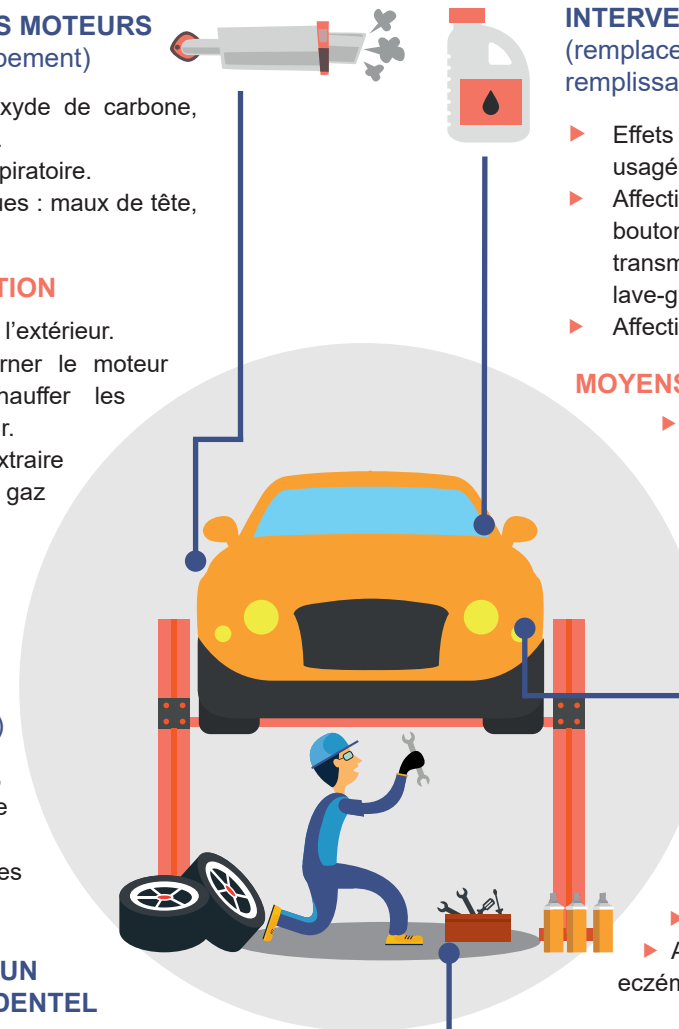 S MOTEURS
pement)
xyde de carbone,
.
piratoire.
ues : maux de tête,
TION
l’extérieur.
rner le moteur
hauffer les
r.
xtraire
gaz
)
e
es
UN
DENTEL
INTERVE
(remplace
remplissa
Effets
usagé
Affecti
bouton
transm
lave-g
Affecti
MOYENS
A
eczém